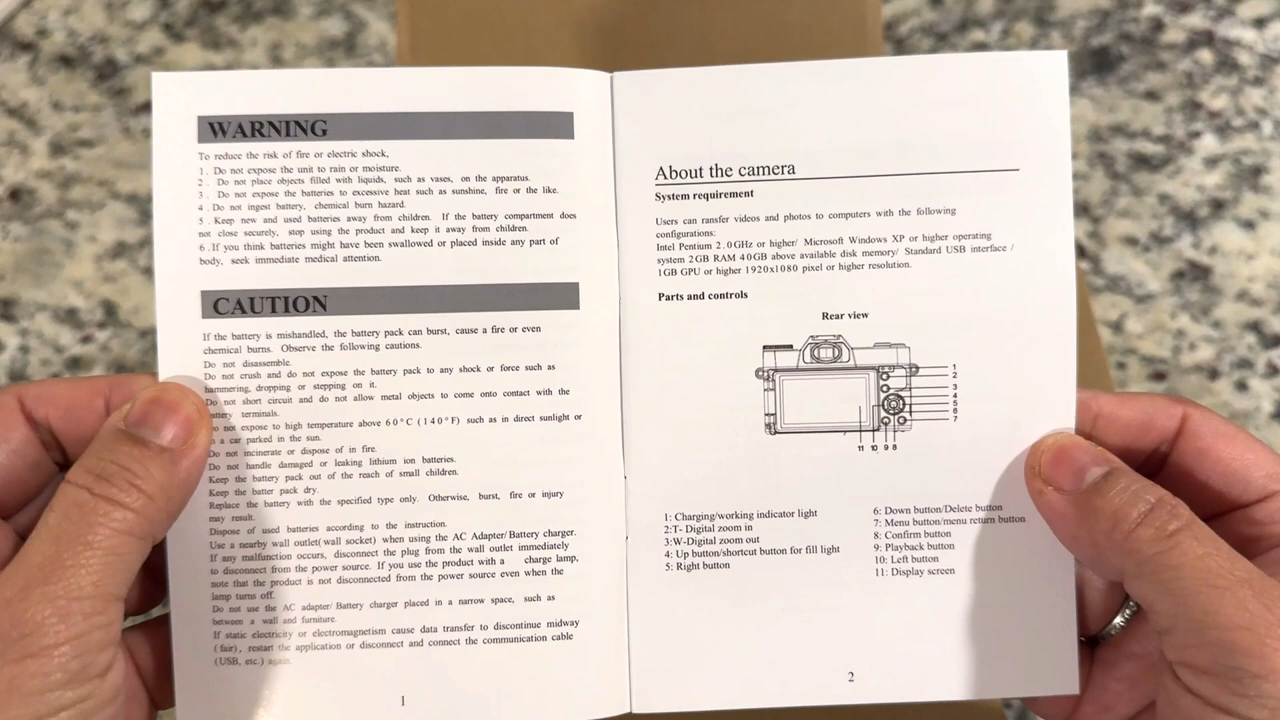 WARNING
To reduce the risk of fire or electric shock,
1. Do not expose the unit to rain or moisture.
2. Do not place objects filled with liquids, such as vases, on the apparatus.
3. Do not expose the batteries to excessive heat such as sunshine, fire or the like.
4. Do not ingest battery, chemical burn hazard.
5. Keep new and used batteries away from children. If the battery compartment does
not close securely, stop using the product and keep it away from children.
6. If you think batteries might have been swallowed or placed inside any part of
body, seek immediate medical attention.
CAUTION
If the battery is mishandled, the battery pack can burst, cause a fire or even
chemical burns. Observe the following cautions.
Do not disassemble.
Do not crush and do not expose the battery pack to any shock or force such as
hammering, dropping or stepping on it.
Do not short circuit and do not allow metal objects to come onto contact with the
terminals.
not expose to high temperature above 60°C (140°F) such as in direct sunlight or
a car parked in the sun.
Do not incinerate or dispose of in fire.
Do not handle damaged or leaking lithium ion batteries.
Keep the battery pack out of the reach of small children.
Keep the batter pack dry.
Replace the battery with the specified type only. Otherwise, burst, fire or injury
may result.
Dispose of used batteries according to the instruction.
Use a nearby wall outlet( wall socket) when using the AC Adapter/ Battery charger.
If any malfunction occurs, disconnect the plug from the wall outlet immediately
to disconnect from the power source. If you use the product with a charge lamp,
note that the product is not disconnected from the power source even when the
lamp turns off.
Do not use the AC adapter/ Battery charger placed in a narrow space, such as
between a wall and furniture.
If static electricity or electromagnetism cause data transfer to discontinue midway
( fair), restart the application or disconnect and connect the communication cable
(USB, etc.) again.
1
About the camera
System requirement
Users can ransfer videos and photos to computers with the following
configurations:
Intel Pentium 2.0GHz or higher/ Microsoft Windows XP or higher operating
system 2GB RAM 40GB above available disk memory/ Standard USB interface /
1GB GPU or higher 1920x1080 pixel or higher resolution.
Parts and controls
Rear view
1
2
3
4
5
6
7
11 10 9 8
1: Charging/working indicator light
2:T- Digital zoom in
3:W-Digital zoom out
4: Up button/shortcut button for fill light
5: Right button
6: Down button/Delete button
7: Menu button/menu return button
8: Confirm button
9: Playback button
10: Left button
11: Display screen
2